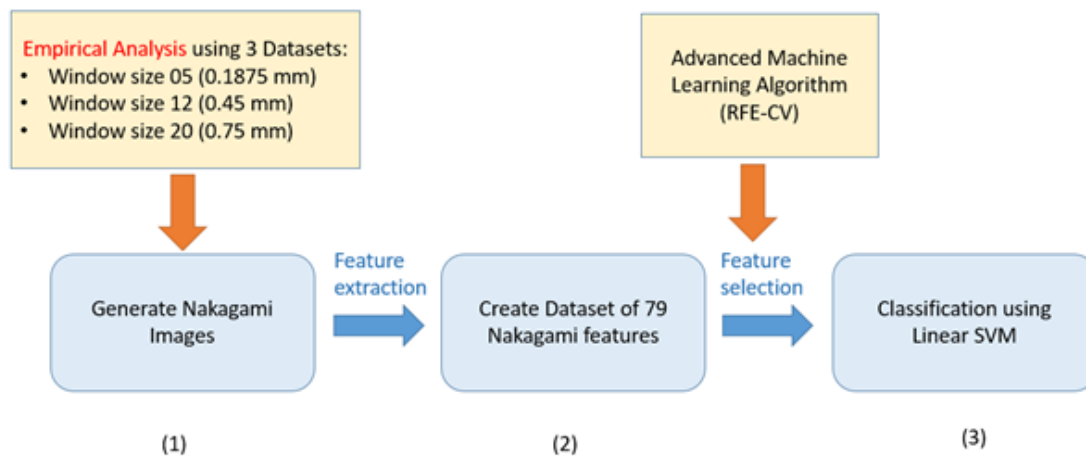 Empirical Analysis using 3 Datasets:
• Window size 05 (0.1875 mm)
• Window size 12 (0.45 mm)
• Window size 20 (0.75 mm)
Advanced Machine
Learning Algorithm
(RFE-CV)
Generate Nakagami
Images
Feature
extraction
Create Dataset of 79
Nakagami features
Feature
selection
Classification using
Linear SVM
(1)
(2)
(3)